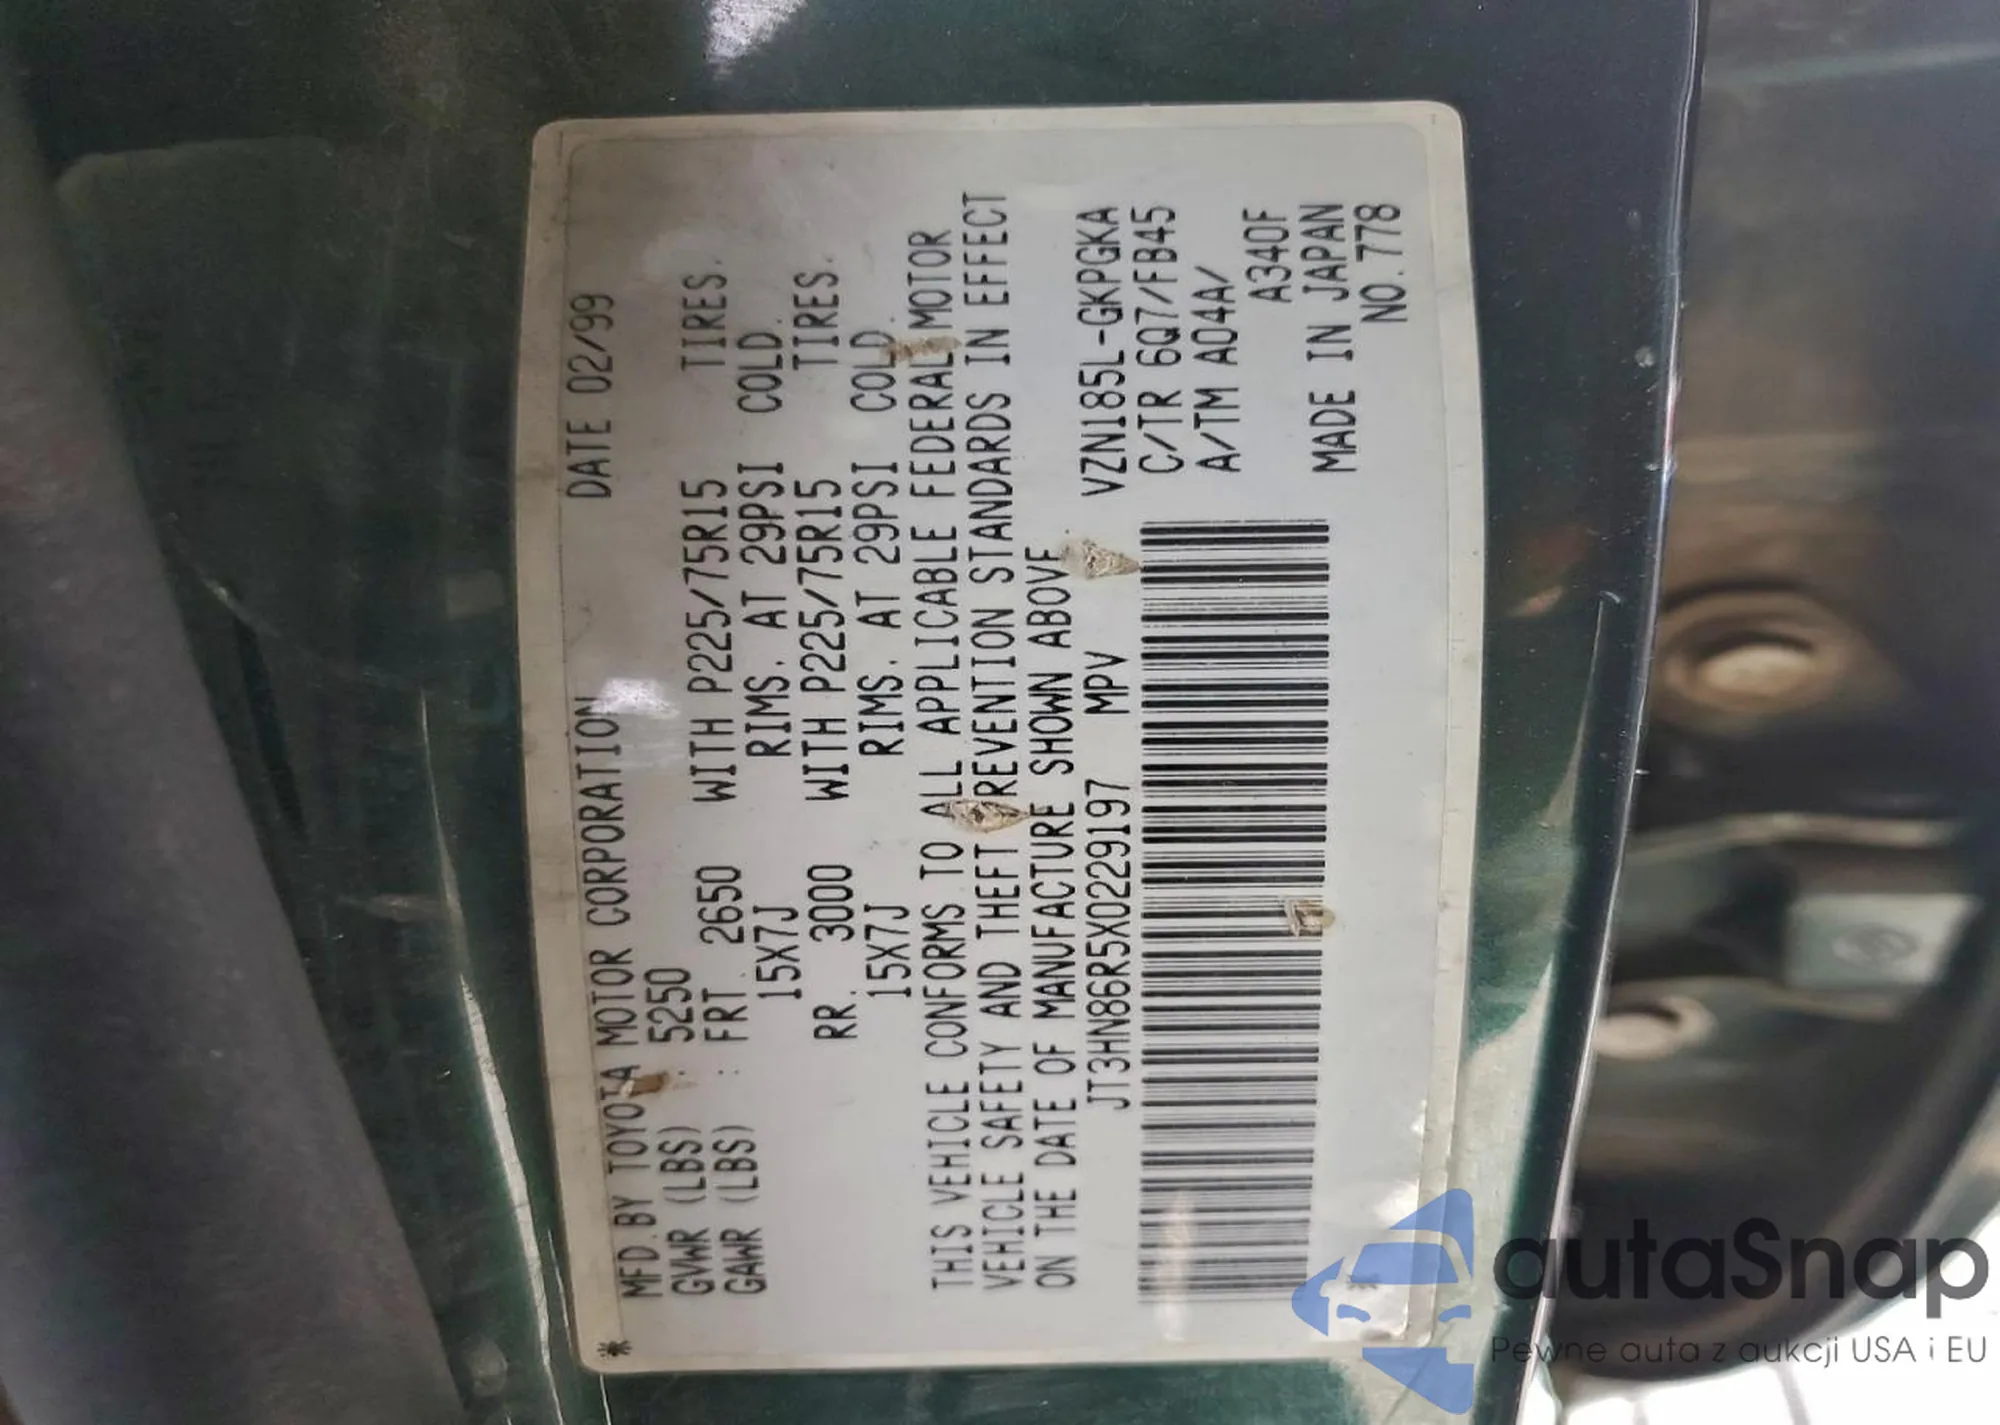 MFD. BY TOYOTA MOTOR CORPORATION DATE 02/99
GVWR (LBS) : 5250
GAWR (LBS) : FRT. 2650 WITH P225/75R15 TIRES.
15X7J RIMS. AT 29PSI COLD.
RR. 3000 WITH P225/75R15 TIRES.
15X7J RIMS. AT 29PSI COLD.
THIS VEHICLE CONFORMS TO ALL APPLICABLE FEDERAL MOTOR
VEHICLE SAFETY AND THEFT REVENTION STANDARDS IN EFFECT
ON THE DATE OF MANUFACTURE SHOWN ABOVE
JT3HN86R5X0229197 MPV VZN185L-GKPGKA
C/TR 6Q7/FB45
A/TM A04A/
A340F
MADE IN JAPAN
NO. 778
autaSnap
Pewne auta z aukcji USA i EU